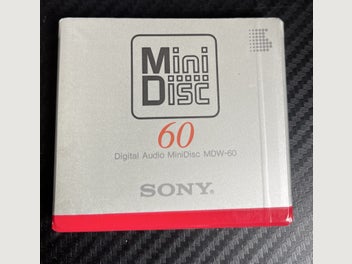 Mini
Disc
60
Digital Audio MiniDisc MDW-60
SONY.